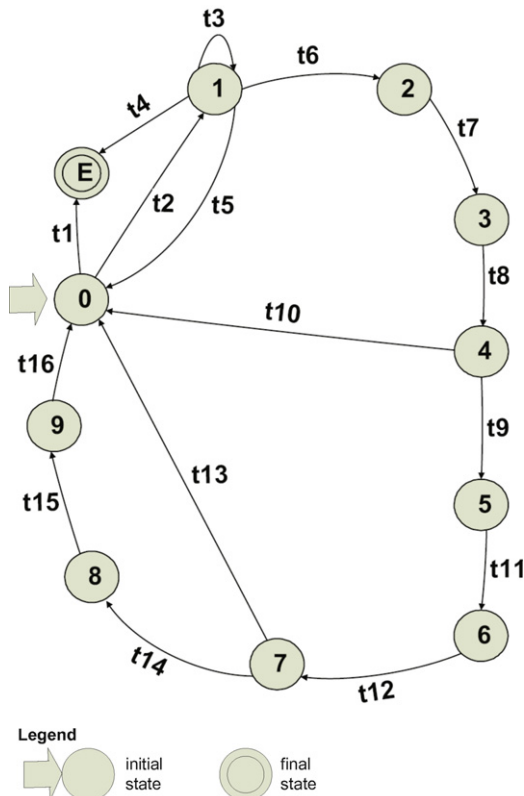 t3
t6
1
2
t4
t7
E
t2
t5
3
t1
t8
0
t10
4
t16
9
t9
t13
t15
5
8
t11
6
7
t14
t12
Legend
initial
state
final
state